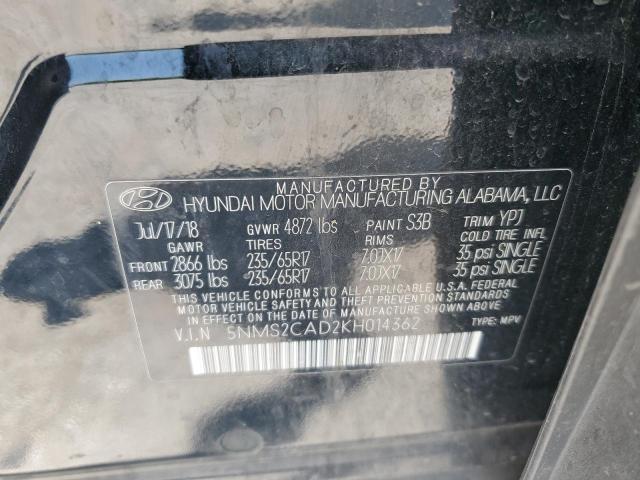 MANUFACTURED BY
HYUNDAI MOTOR MANUFACTURING ALABAMA, LLC
Jul/17/18 GVWR 4872 lbs PAINT S3B TRIM YPJ
GAWR TIRES RIMS COLD TIRE INFL
FRONT 2866 lbs 235/65R17 7.0JX17 35 psi SINGLE
REAR 3075 lbs 235/65R17 7.0JX17 35 psi SINGLE
THIS VEHICLE CONFORMS TO ALL APPLICABLE FEDERAL
MOTOR VEHICLE SAFETY STANDARDS U.S.A. FEDERAL
IN EFFECT ON THE DATE OF MANUFACTURE SHOWN ABOVE.
V.I.N 5NMS2CAD2KH014362 TYPE: MPV